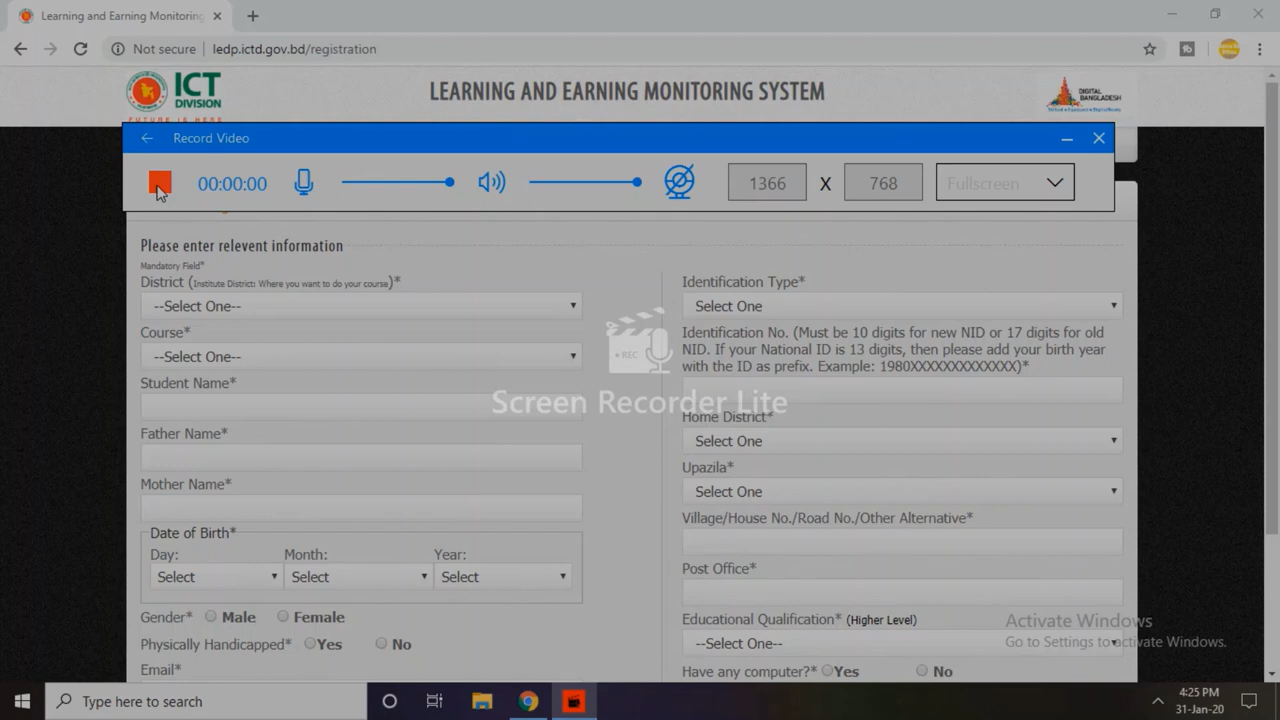 Learning and Earning Monitoring
Not secure
ledp.ictd.gov.bd/registration
ICT
DIVISION
FUTURE IS HERE
LEARNING AND EARNING MONITORING SYSTEM
DIGITAL
BANGLADESH
Record Video
00:00:00
1366
X
768
Fullscreen
Please enter relevent information
Mandatory Field*
District (Institute District: Where you want to do your course)*
--Select One--
Course*
--Select One--
Student Name*
Father Name*
Mother Name*
Date of Birth*
Day:
Month:
Year:
Select
Select
Select
Gender*
Male
Female
Physically Handicapped*
Yes
No
Email*
Identification Type*
Select One
Identification No. (Must be 10 digits for new NID or 17 digits for old
NID. If your National ID is 13 digits, then please add your birth year
with the ID as prefix. Example: 1980XXXXXXXXXXXXX)*
Home District*
Select One
Upazila*
Select One
Village/House No./Road No./Other Alternative*
Post Office*
Educational Qualification* (Higher Level)
--Select One--
Have any computer?*
Yes
No
REC
Screen Recorder Lite
Activate Windows
Go to Settings to activate Windows.
Type here to search
4:25 PM
31-Jan-20